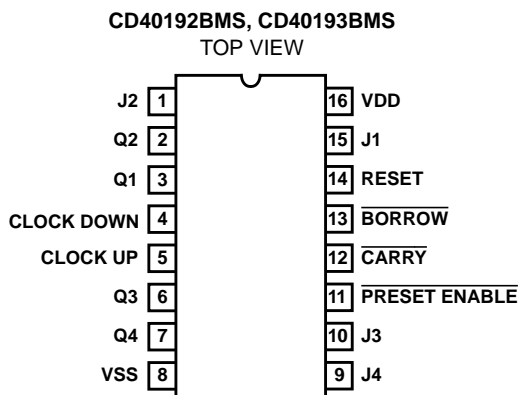 CD40192BMS, CD40193BMS
TOP VIEW
J2 1 16 VDD
Q2 2 15 J1
Q1 3 14 RESET
CLOCK DOWN 4 13 BORROW
CLOCK UP 5 12 CARRY
Q3 6 11 PRESET ENABLE
Q4 7 10 J3
VSS 8 9 J4